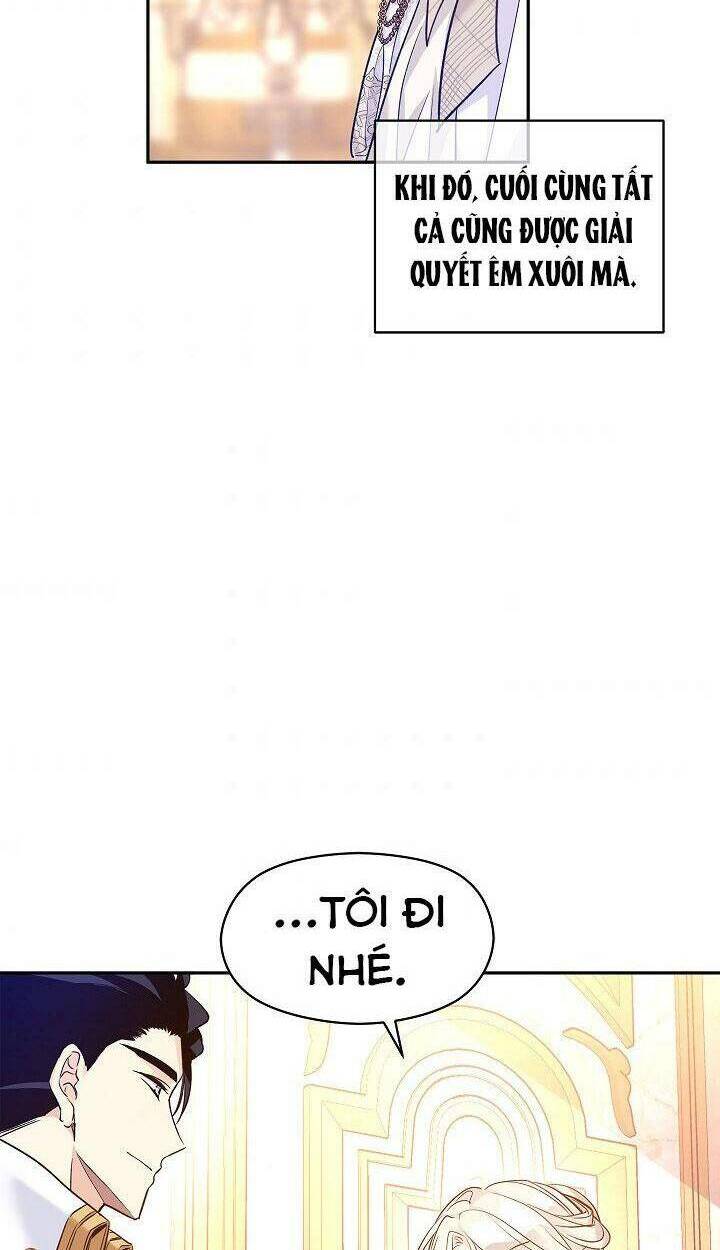 KHI ĐÓ, CUỐI CÙNG TẤT
CẢ CŨNG ĐƯỢC GIẢI
QUYẾT ÊM XUÔI MÀ.
...TÔI ĐI
NHÉ.